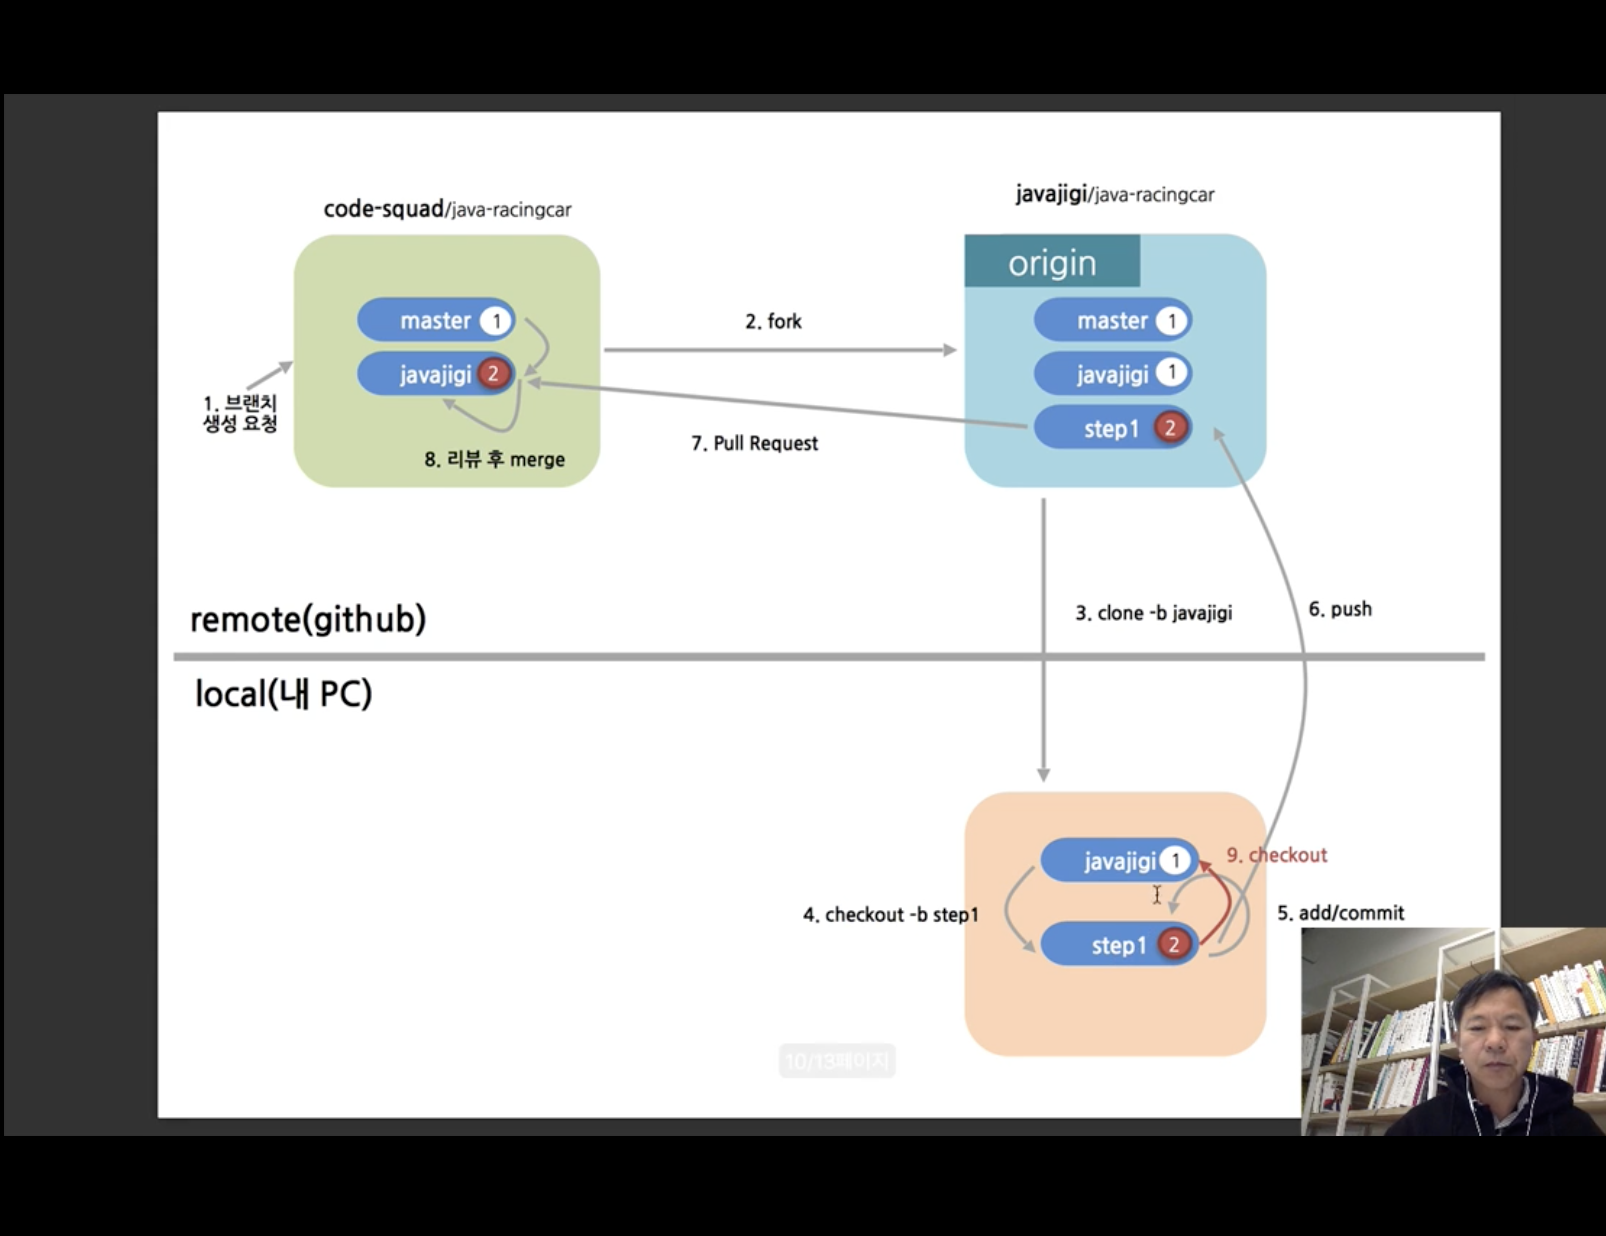 code-squad/java-racingcar
javajigi/java-racingcar
origin
master 1
javajigi 2
master 1
javajigi 1
step1 2
1. 브랜치
생성 요청
2. fork
7. Pull Request
8. 리뷰 후 merge
3. clone -b javajigi
6. push
remote(github)
local(내 PC)
javajigi 1
9. checkout
4. checkout -b step1
5. add/commit
step1 2
10/13페이지